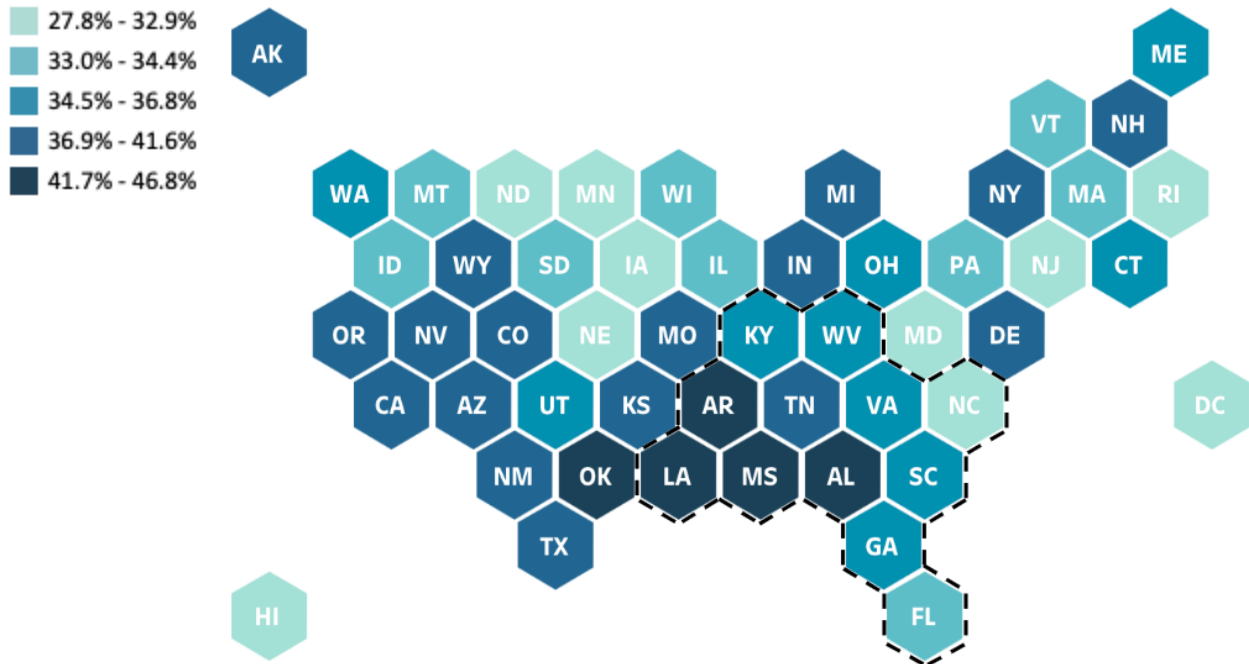 27.8% - 32.9%
33.0% - 34.4%
34.5% - 36.8%
36.9% - 41.6%
41.7% - 46.8%
AK
ME
VT NH
WA MT ND MN WI MI NY MA RI
ID WY SD IA IL IN OH PA NJ CT
OR NV CO NE MO KY WV MD DE
CA AZ UT KS AR TN VA NC DC
NM OK LA MS AL SC
TX GA
HI FL